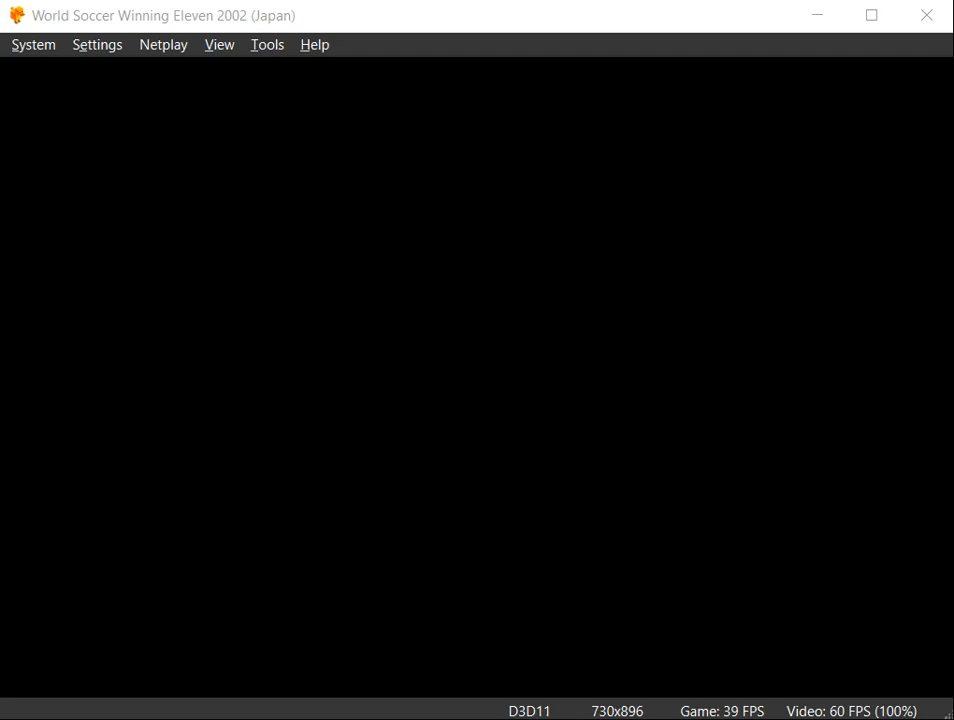 World Soccer Winning Eleven 2002 (Japan)
System Settings Netplay View Tools Help
D3D11 730x896 Game: 39 FPS Video: 60 FPS (100%)